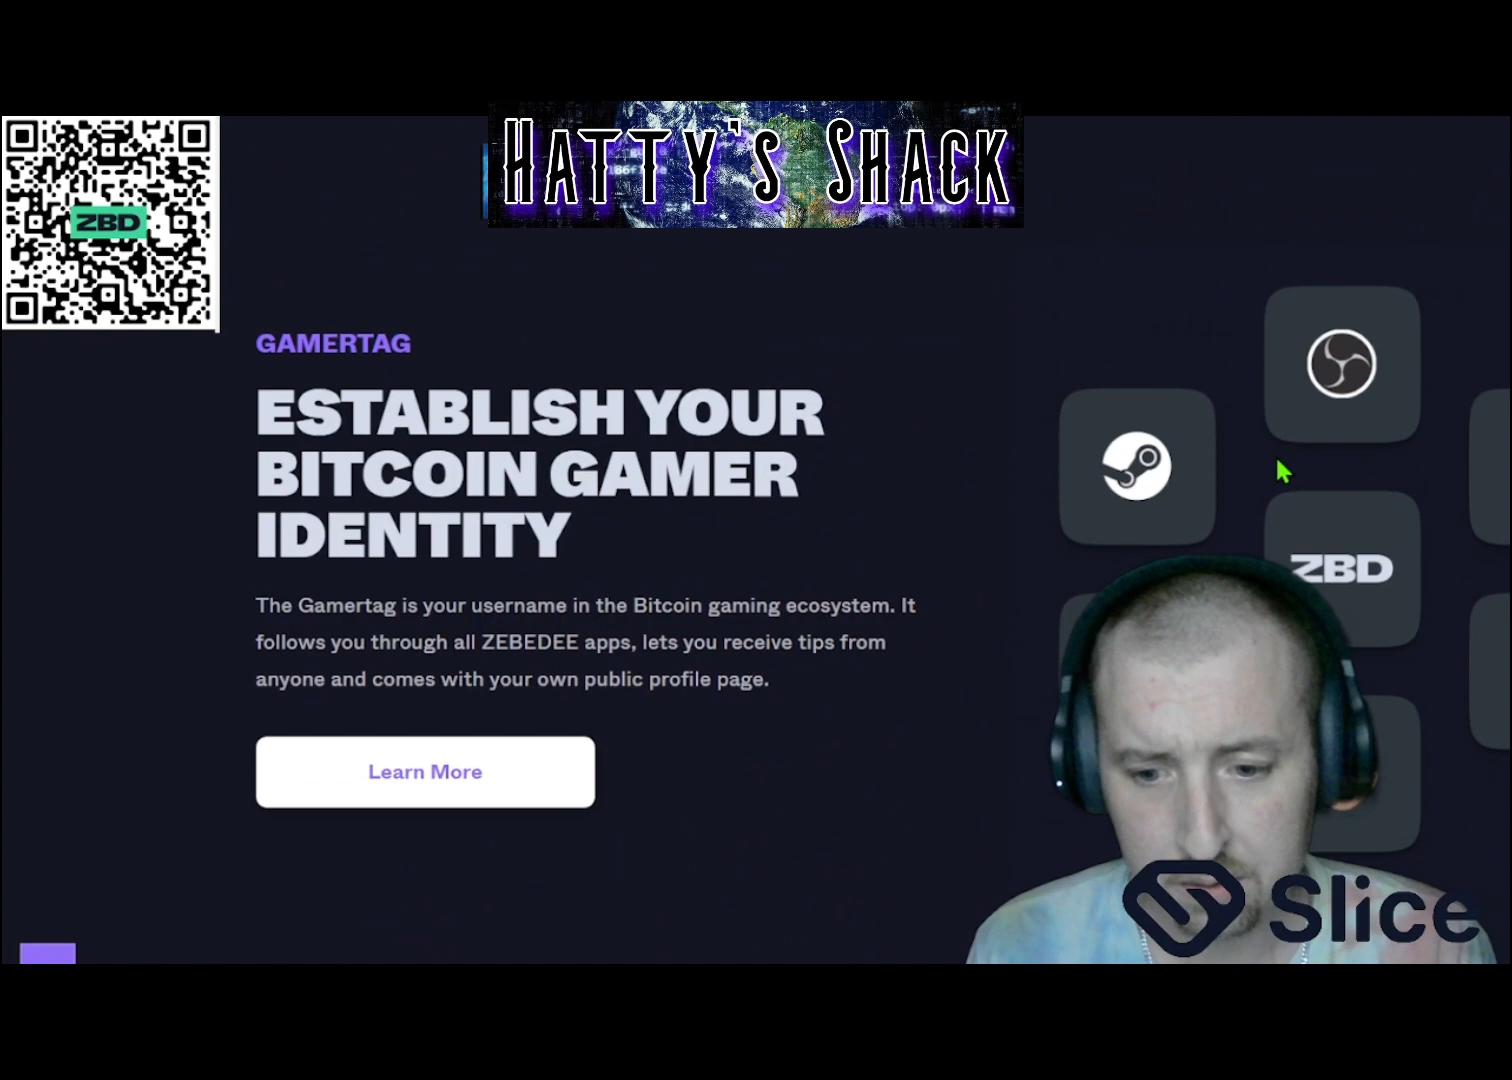 HATTY'S SHACK
ZBD
GAMERTAG
ESTABLISH YOUR
BITCOIN GAMER
IDENTITY
The Gamertag is your username in the Bitcoin gaming ecosystem. It
follows you through all ZEBEDEE apps, lets you receive tips from
anyone and comes with your own public profile page.
Learn More
ZBD
Slice